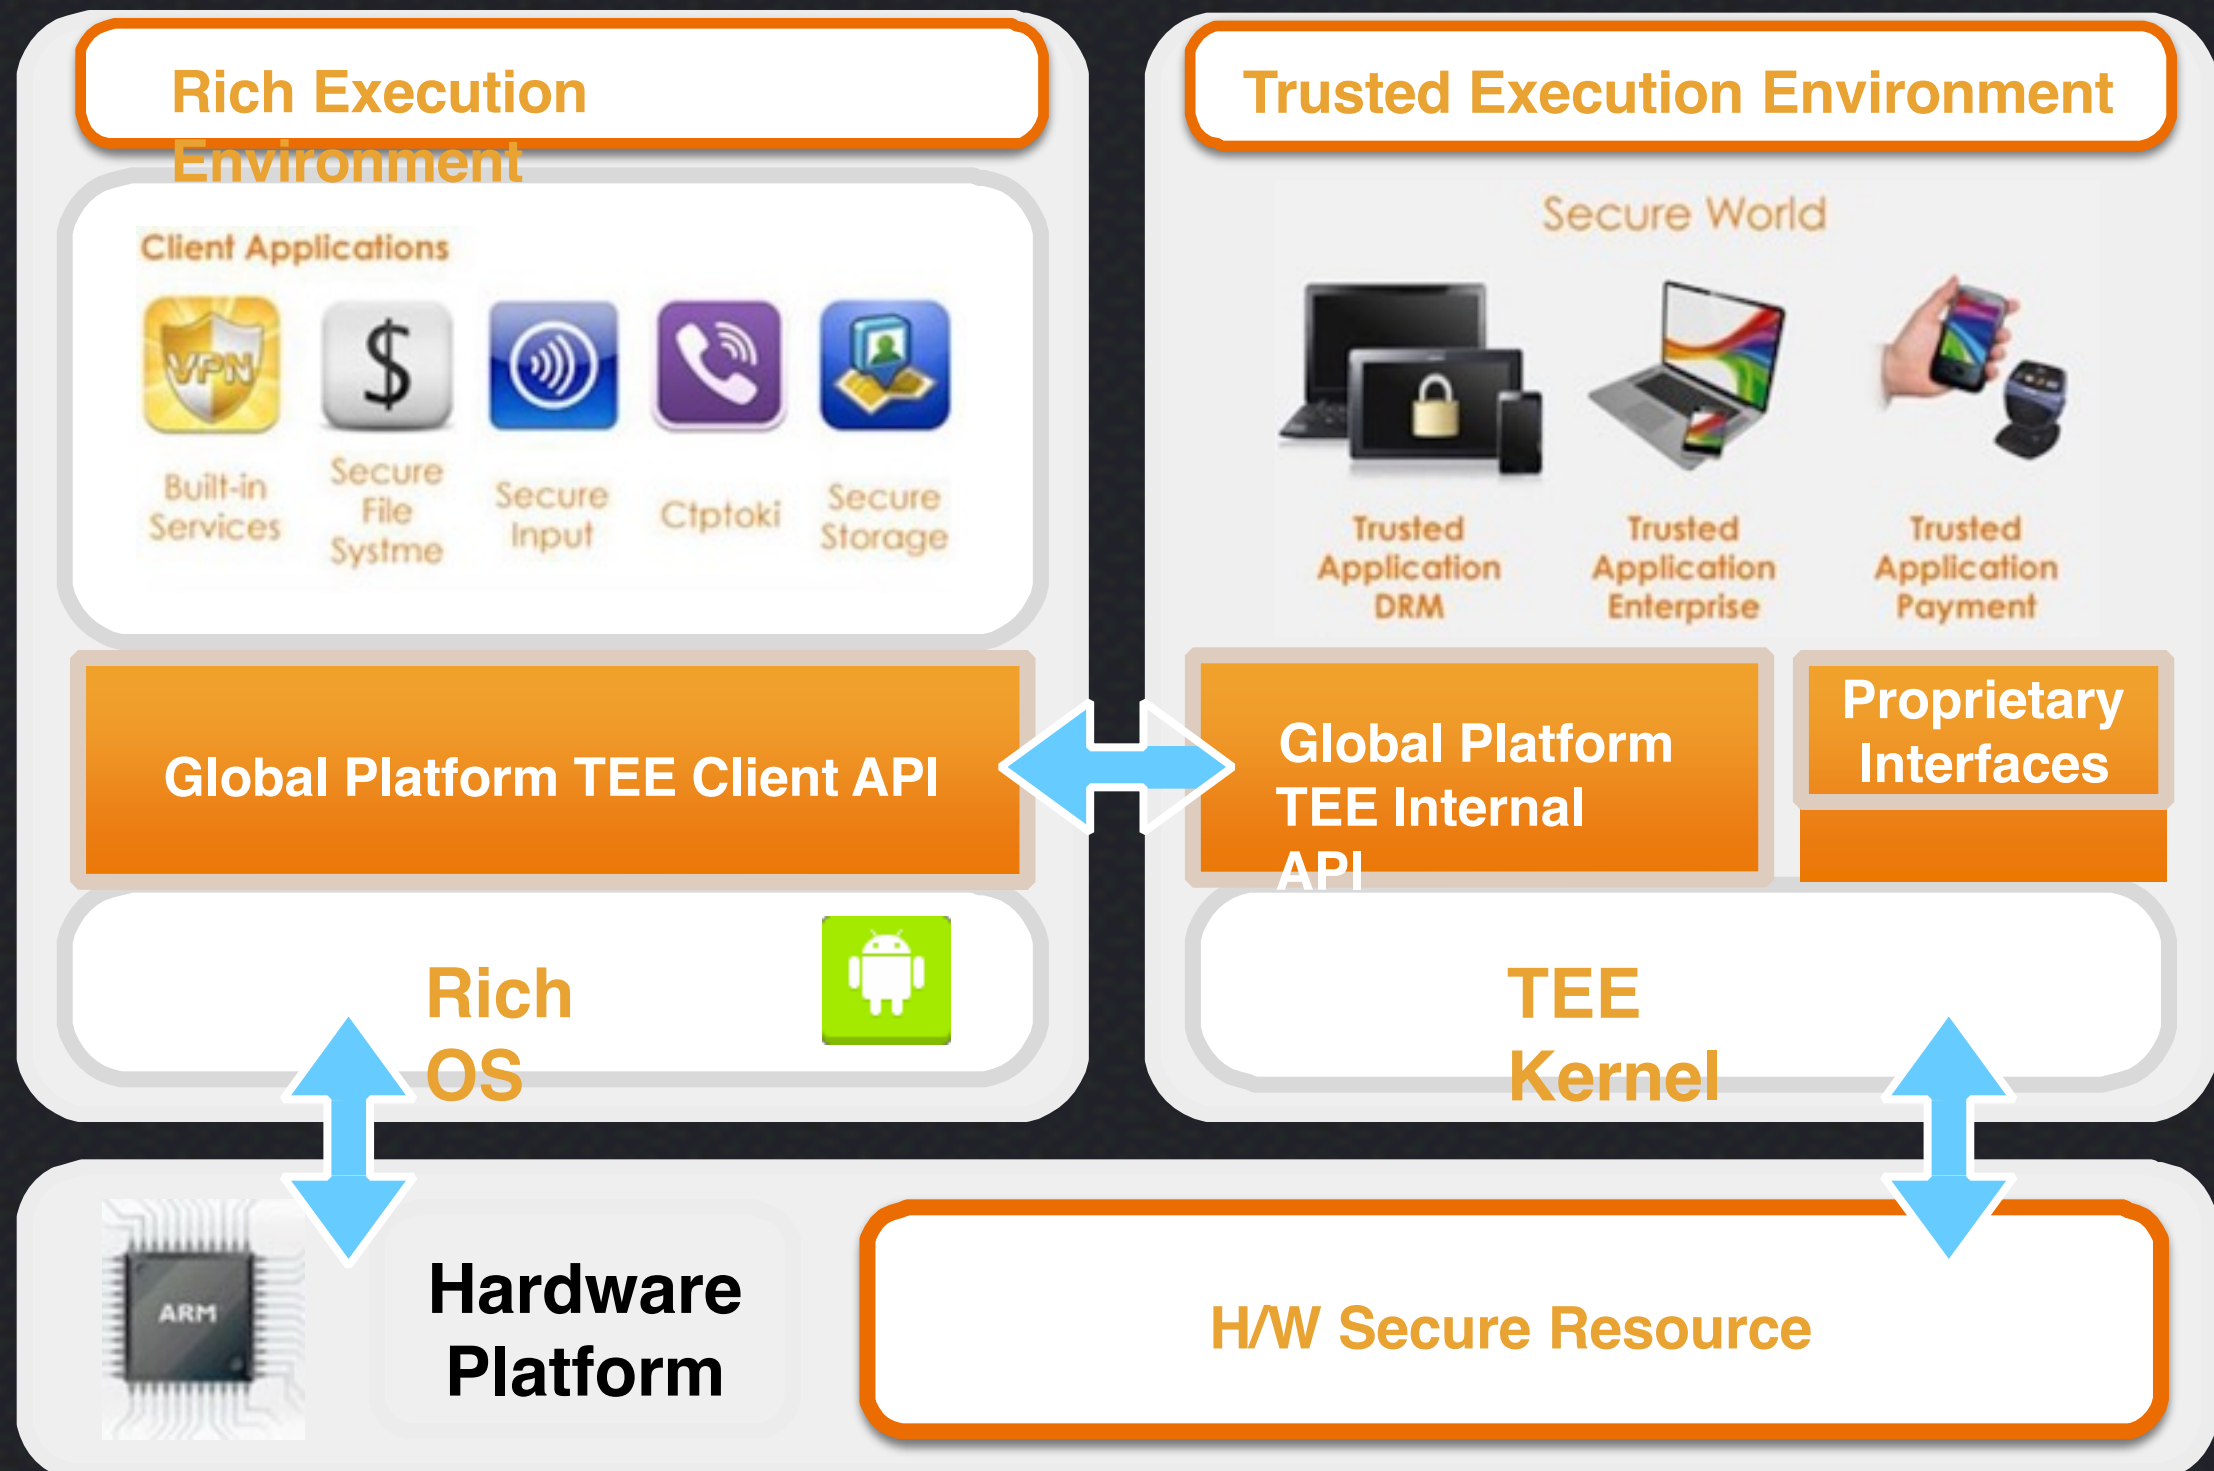 Rich Execution
Environment
Trusted Execution Environment
Client Applications
VPN
$
Built-in
Services
Secure
File
Systme
Secure
Input
Ctptoki
Secure
Storage
Secure World
Trusted
Application
DRM
Trusted
Application
Enterprise
Trusted
Application
Payment
Global Platform TEE Client API
Global Platform
TEE Internal
API
Proprietary
Interfaces
Rich
OS
TEE
Kernel
ARM
Hardware
Platform
H/W Secure Resource